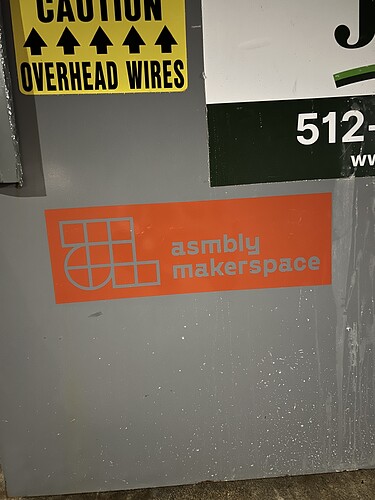 CAUTION
OVERHEAD WIRES
512-
asmbly
makerspace